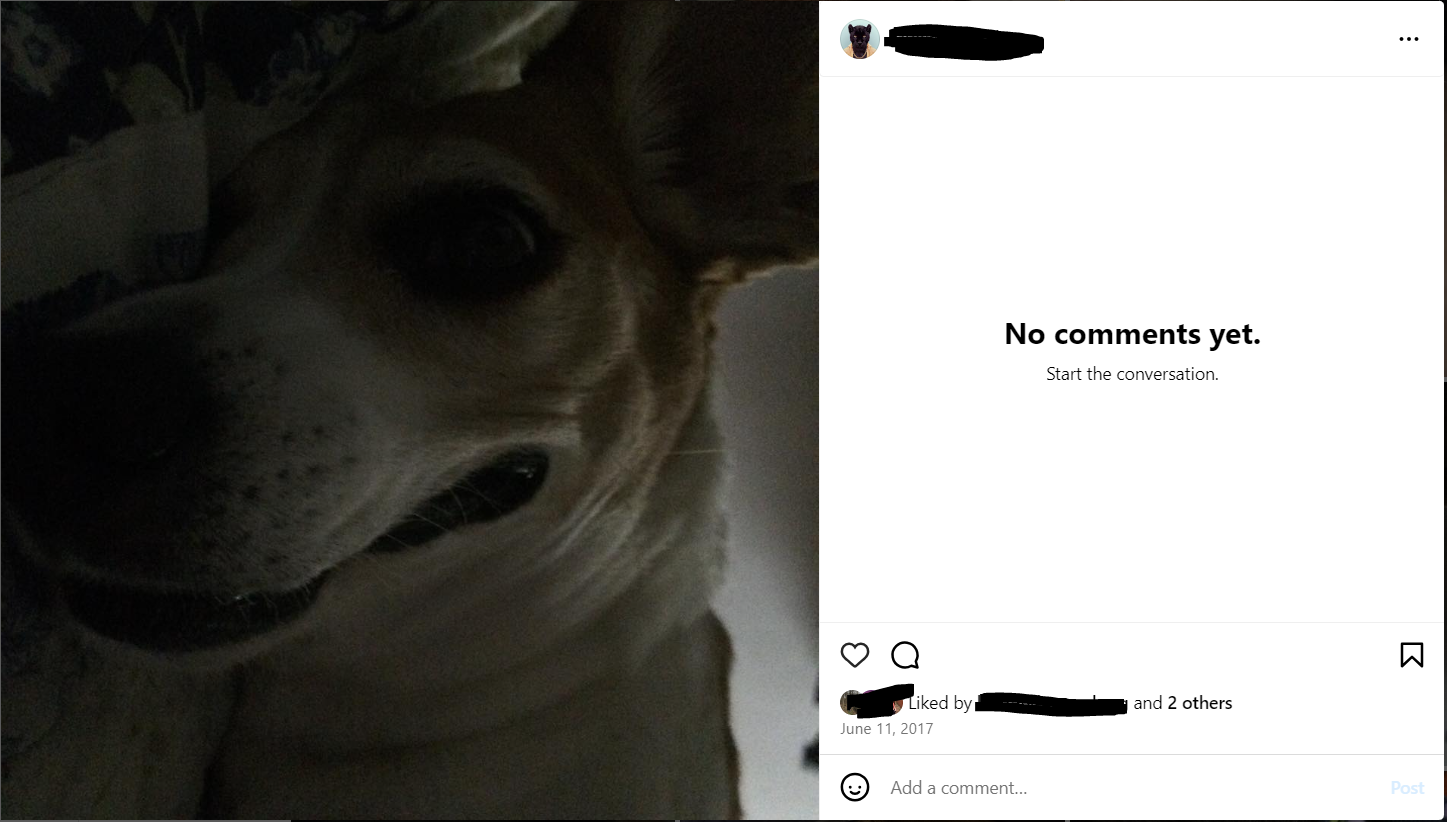 No comments yet.
Start the conversation.
Liked by and 2 others
June 11, 2017
Add a comment...
Post